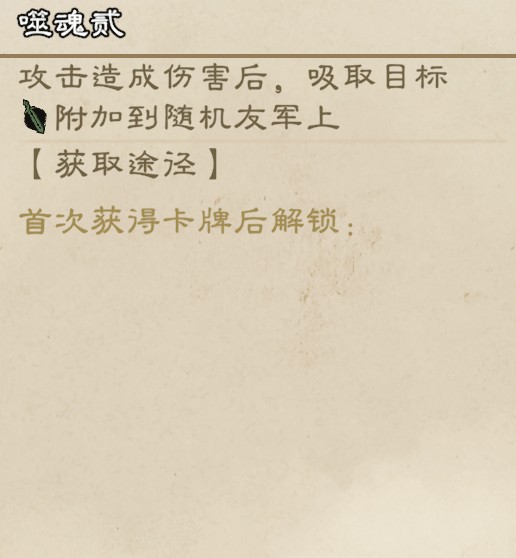 噬魂贰
攻击造成伤害后，吸取目标
附加到随机友军上
【获取途径】
首次获得卡牌后解锁：